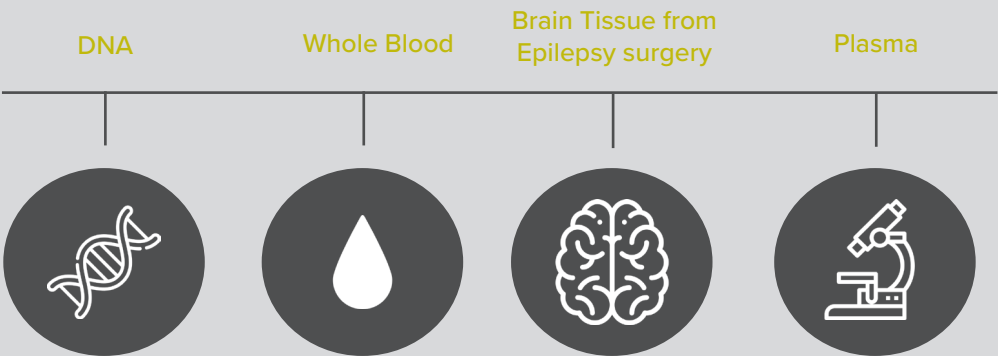 DNA
Whole Blood
Brain Tissue from
Epilepsy surgery
Plasma